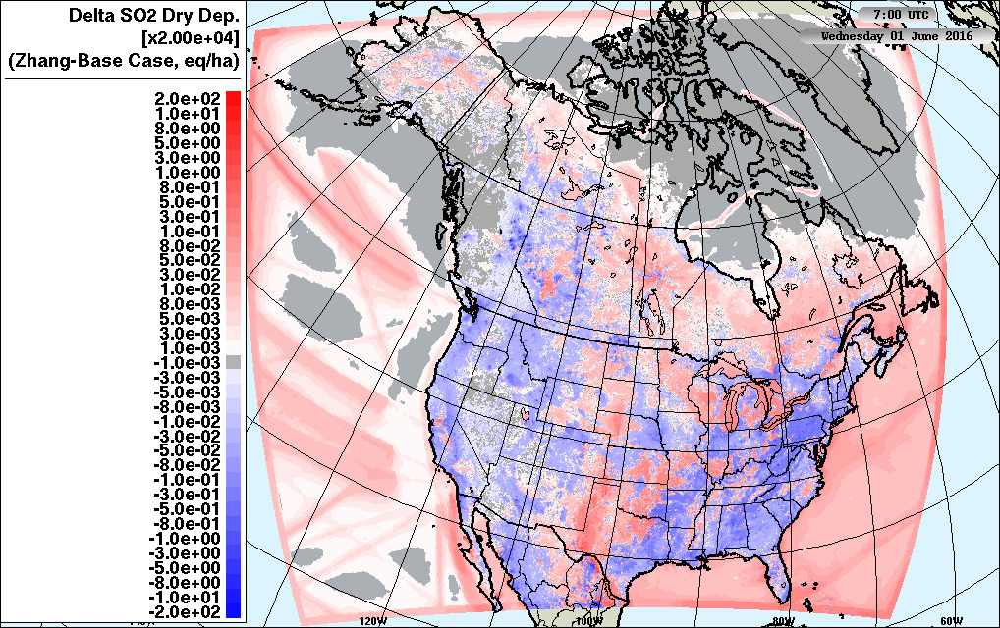 Delta SO2 Dry Dep.
[x2.00e+04]
(Zhang-Base Case, eq/ha)
7:00 UTC
Wednesday 01 June 2016
2.0e+02
1.0e+01
8.0e+00
5.0e+00
3.0e+00
1.0e+00
8.0e-01
5.0e-01
3.0e-01
1.0e-01
8.0e-02
5.0e-02
3.0e-02
1.0e-02
8.0e-03
5.0e-03
3.0e-03
1.0e-03
-1.0e-03
-3.0e-03
-5.0e-03
-8.0e-03
-1.0e-02
-3.0e-02
-5.0e-02
-8.0e-02
-1.0e-01
-3.0e-01
-5.0e-01
-8.0e-01
-1.0e+00
-3.0e+00
-5.0e+00
-8.0e+00
-1.0e+01
-2.0e+02
120W 100W 80W 60W